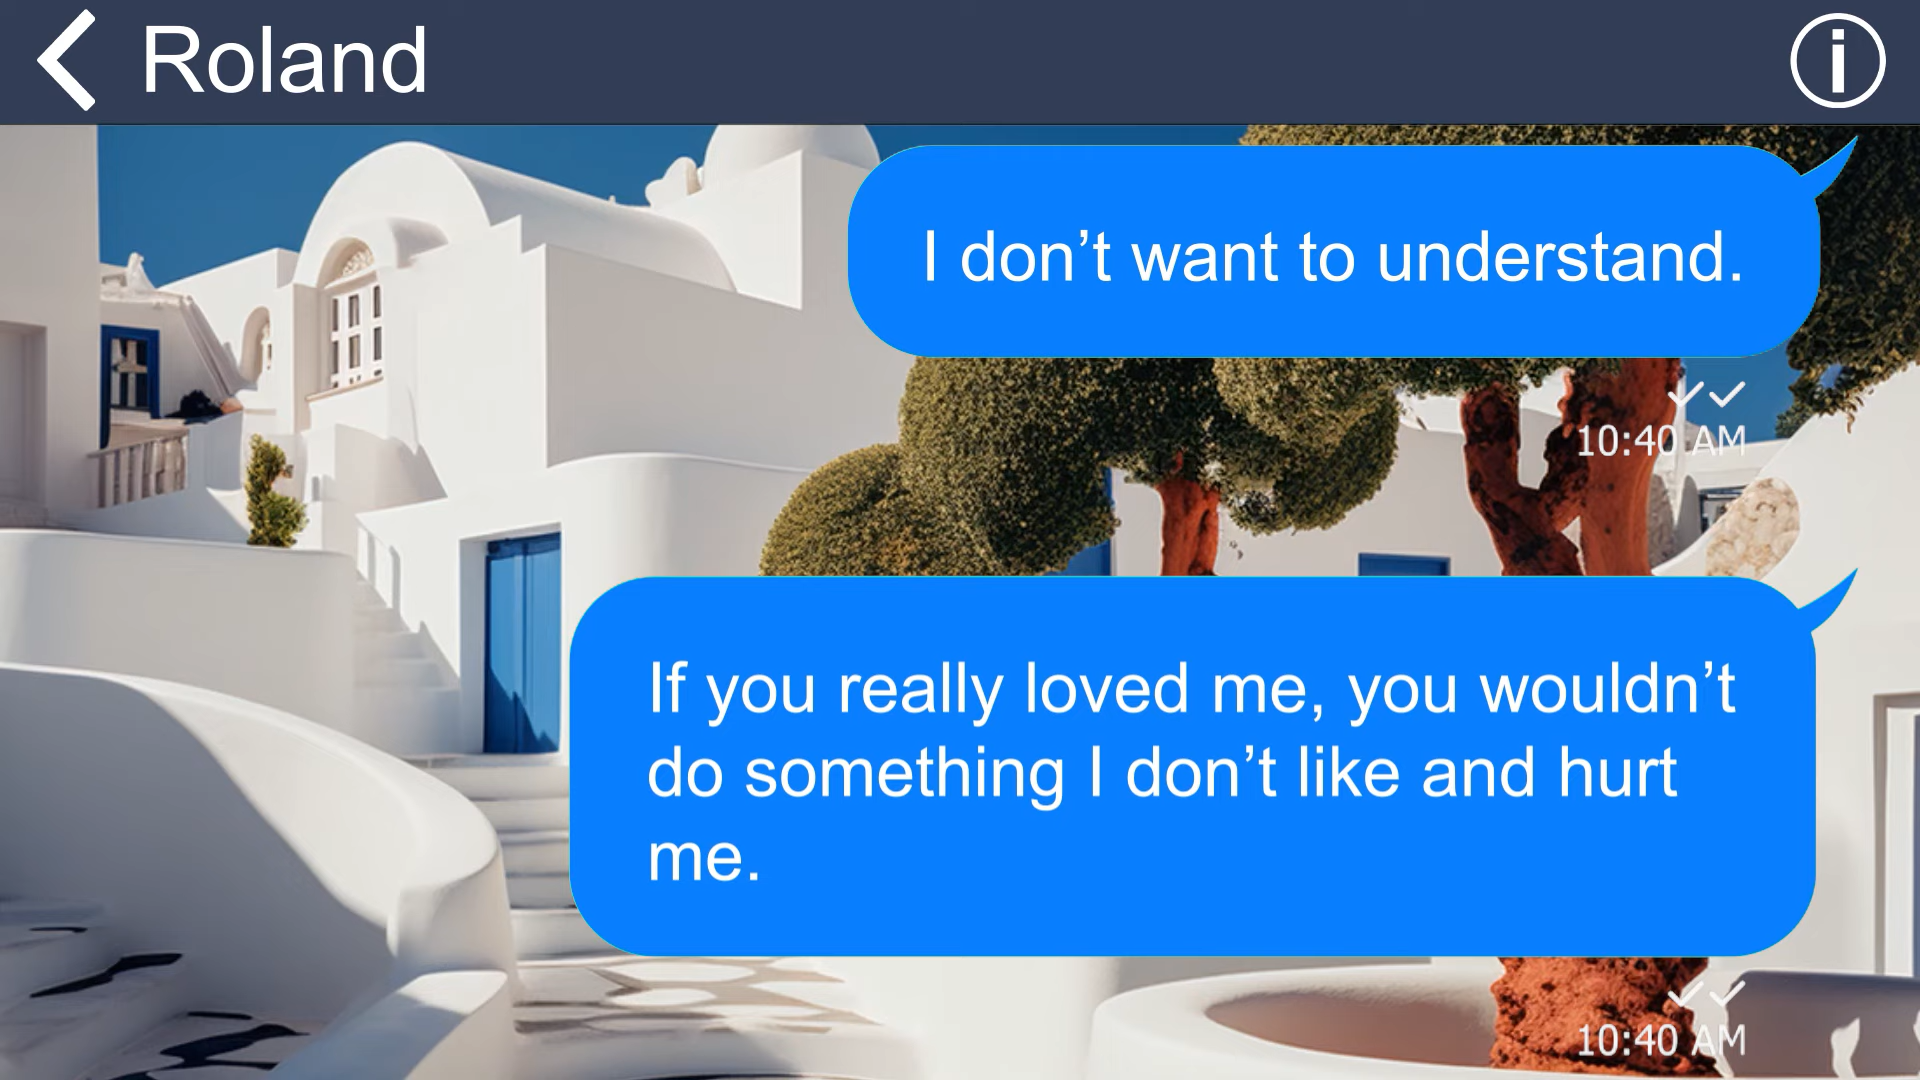 Roland
I don’t want to understand.
10:40 AM
If you really loved me, you wouldn’t
do something I don’t like and hurt
me.
10:40 AM